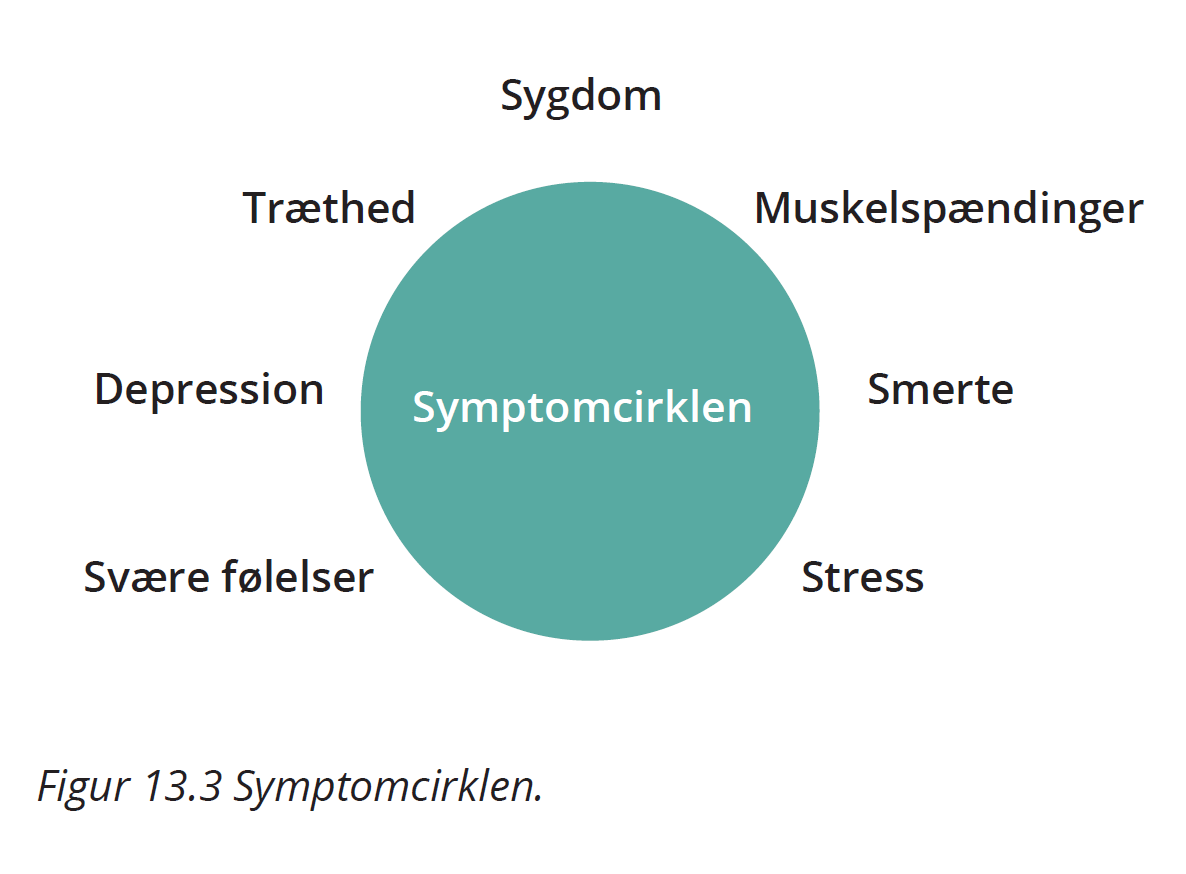 Sygdom
Træthed
Muskelspændinger
Depression
Smerte
Symptomcirklen
Svære følelser
Stress
Figur 13.3 Symptomcirklen.